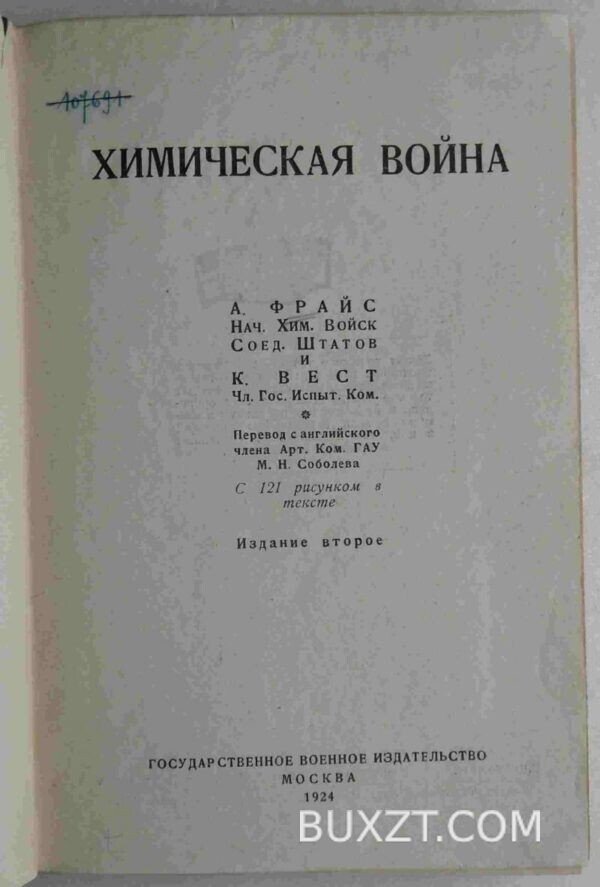 107691
ХИМИЧЕСКАЯ ВОЙНА
А. ФРАЙС
Нач. Хим. Войск
Соед. Штатов
и
К. ВЕСТ
Чл. Гос. Испыт. Ком.
Перевод с английского
члена Арт. Ком. ГАУ
М. Н. Соболева
С 121 рисунком в
тексте
Издание второе
ГОСУДАРСТВЕННОЕ ВОЕННОЕ ИЗДАТЕЛЬСТВО
МОСКВА
1924
BUXZT.COM